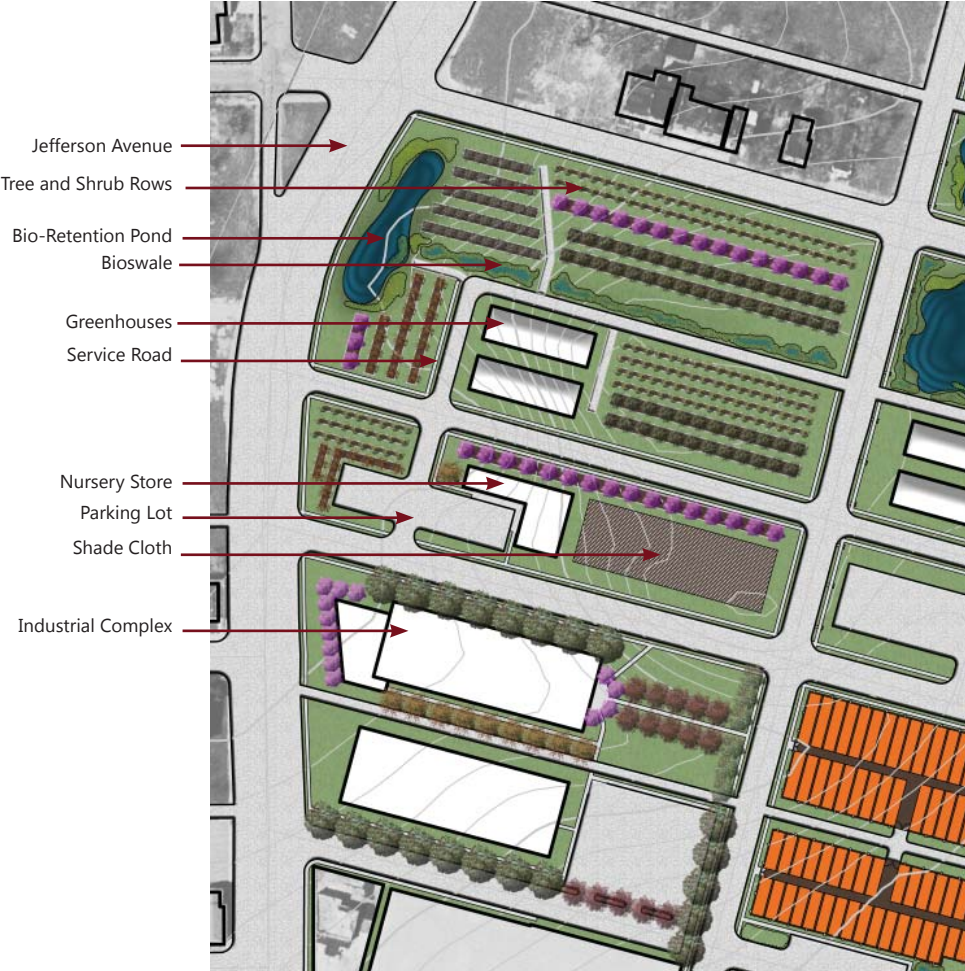 Jefferson Avenue
Tree and Shrub Rows
Bio-Retention Pond
Bioswale
Greenhouses
Service Road
Nursery Store
Parking Lot
Shade Cloth
Industrial Complex